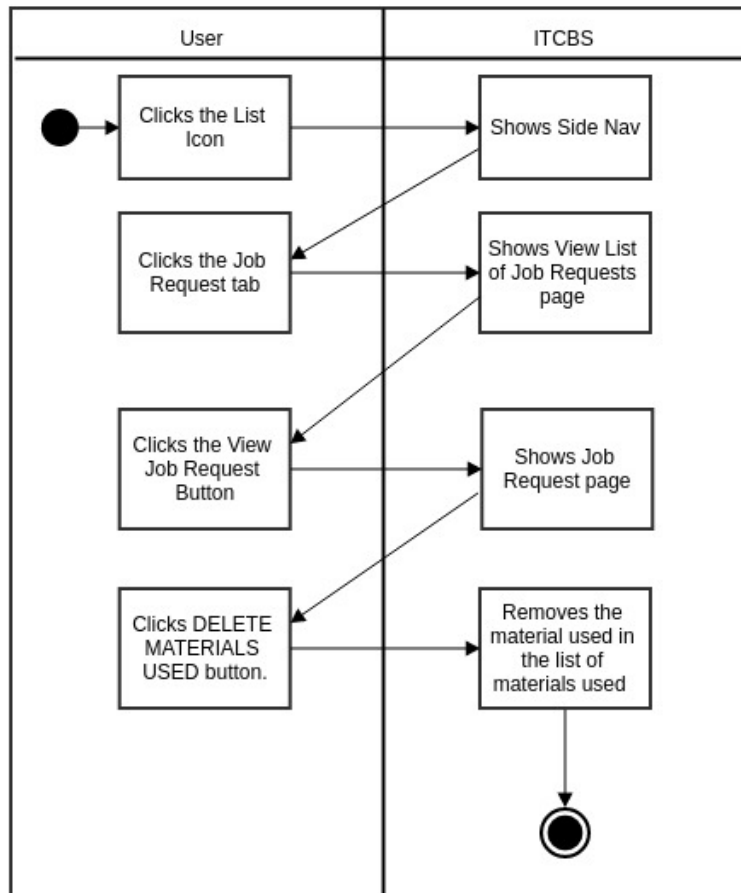 User
ITCBS
Clicks the List
Icon
Shows Side Nav
Clicks the Job
Request tab
Shows View List
of Job Requests
page
Clicks the View
Job Request
Button
Shows Job
Request page
Clicks DELETE
MATERIALS
USED button.
Removes the
material used in
the list of
materials used